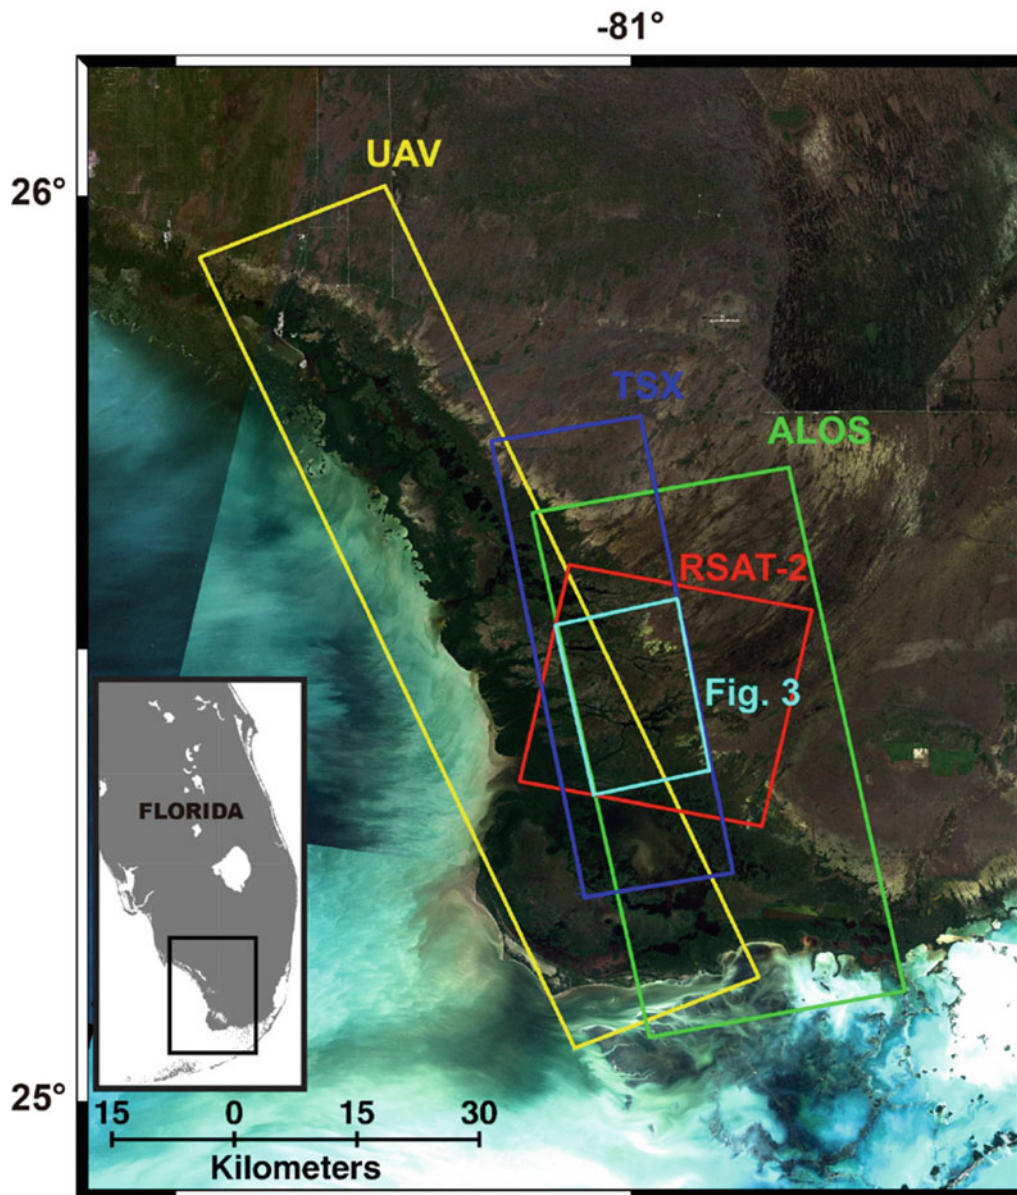 -81°
UAV
26°
TSX
ALOS
RSAT-2
Fig. 3
FLORIDA
25°
15 0 15 30
Kilometers